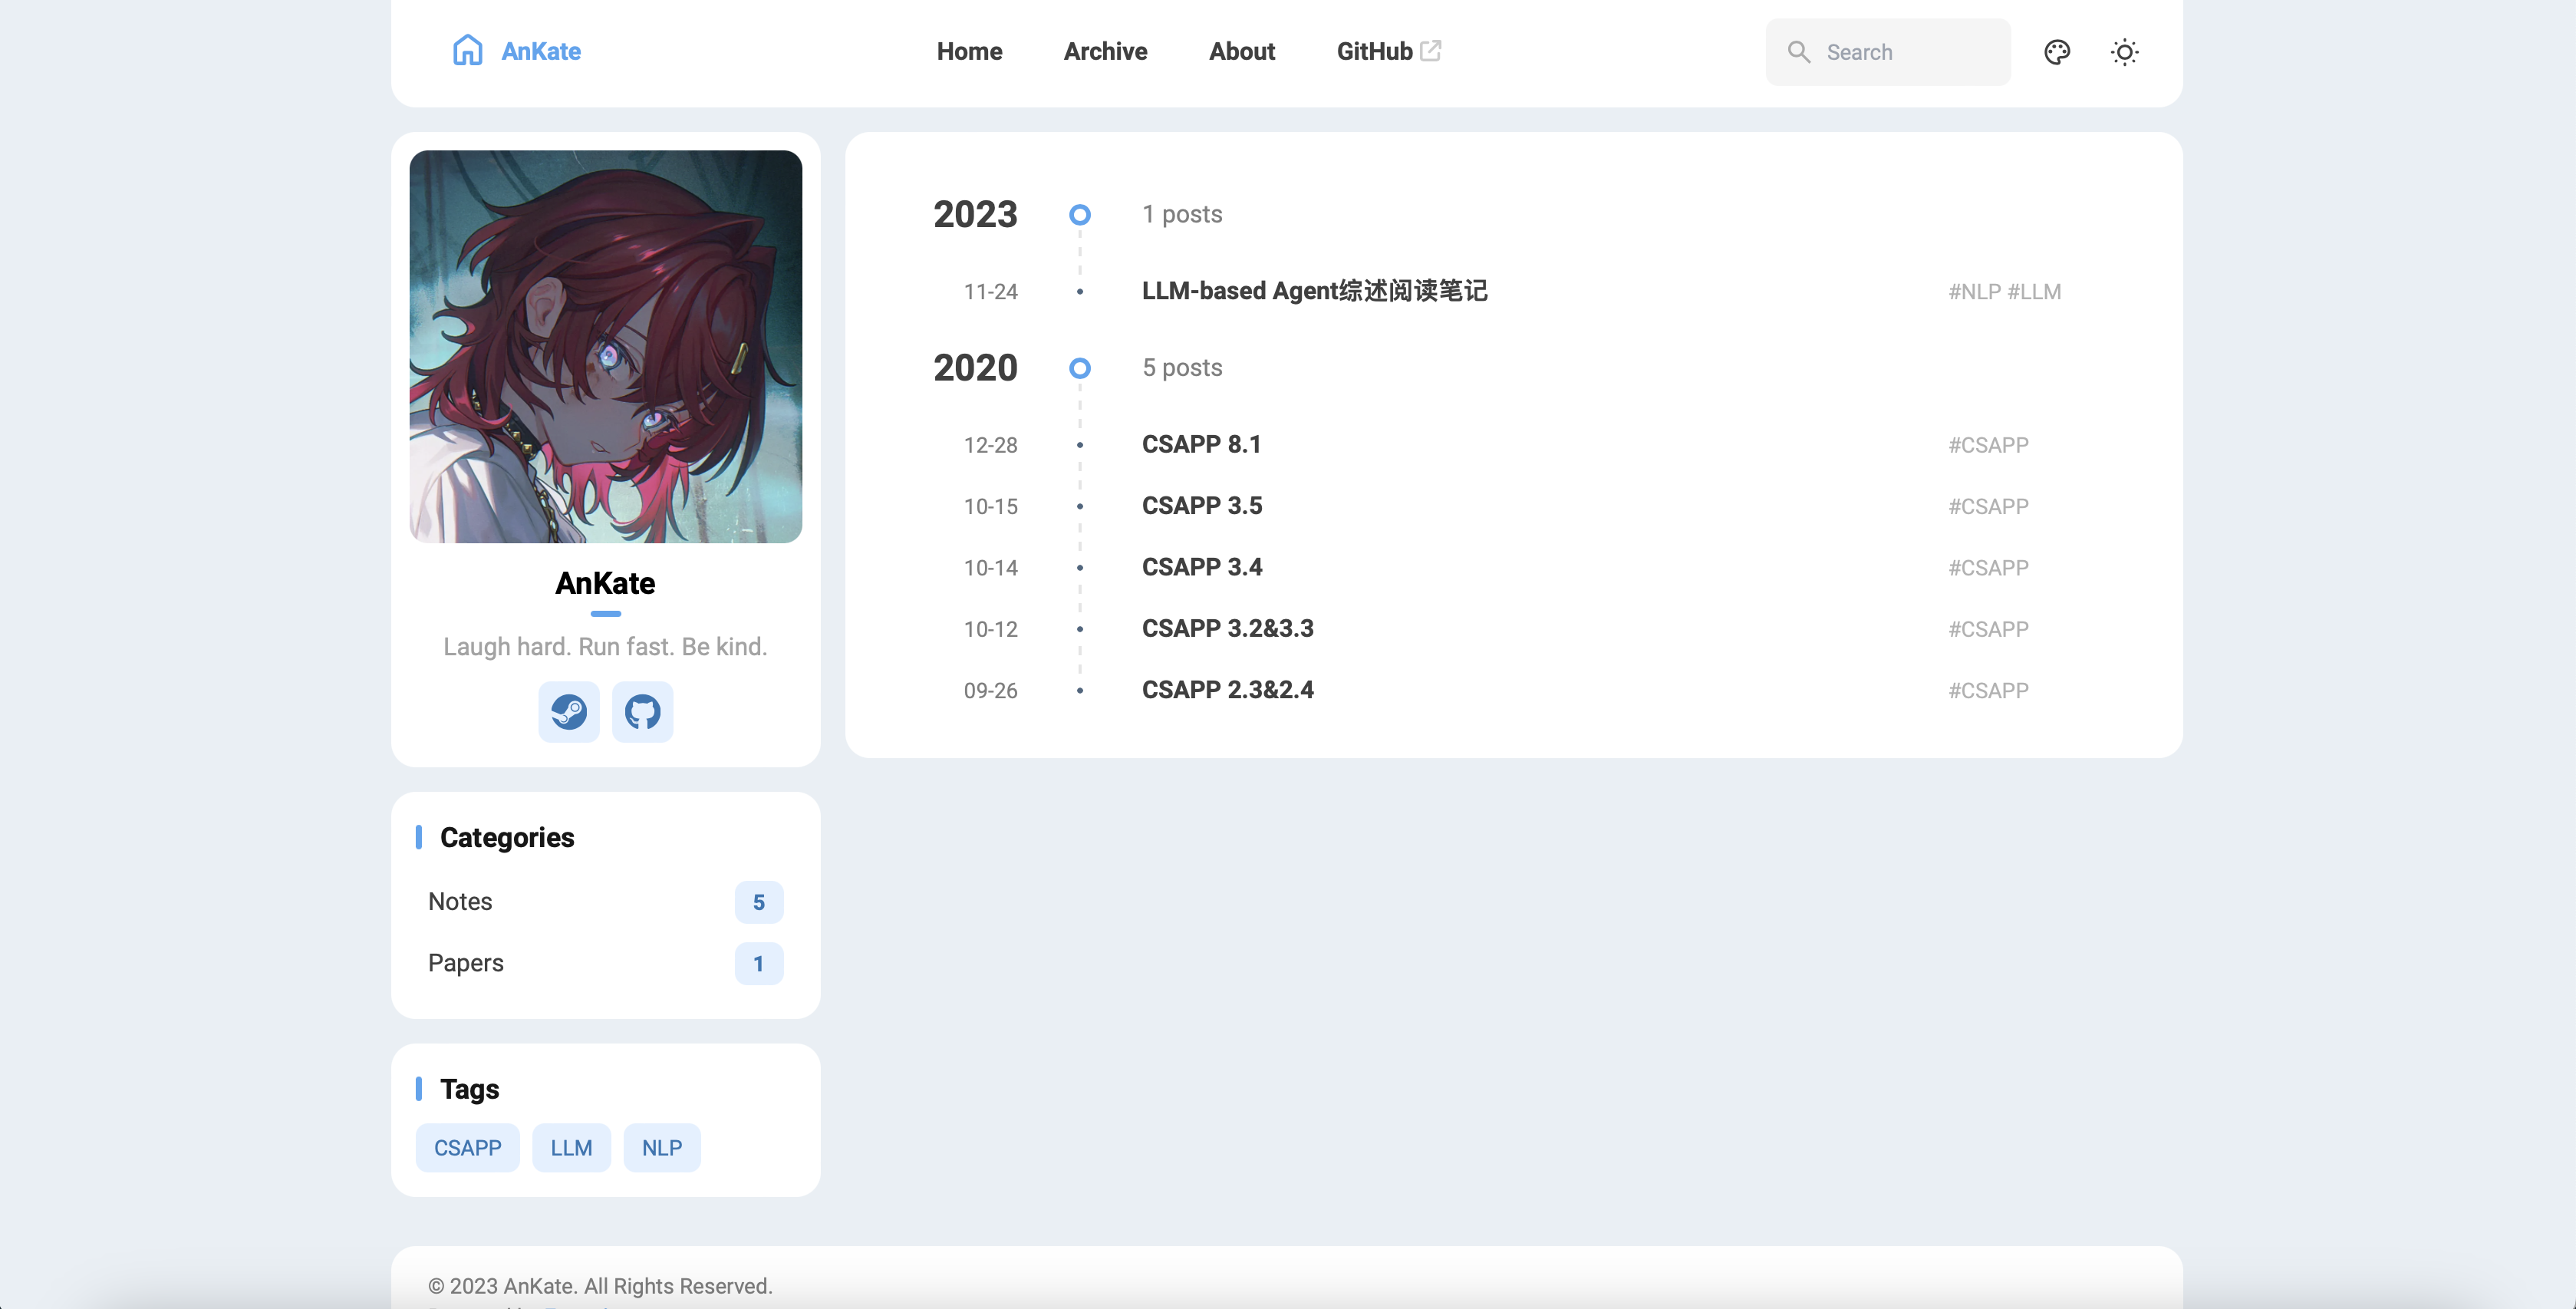 AnKate
Home Archive About GitHub
Search
AnKate
Laugh hard. Run fast. Be kind.
Categories
Notes 5
Papers 1
Tags
CSAPP LLM NLP
2023 1 posts
11-24 LLM-based Agent综述阅读笔记 #NLP #LLM
2020 5 posts
12-28 CSAPP 8.1 #CSAPP
10-15 CSAPP 3.5 #CSAPP
10-14 CSAPP 3.4 #CSAPP
10-12 CSAPP 3.2&3.3 #CSAPP
09-26 CSAPP 2.3&2.4 #CSAPP
© 2023 AnKate. All Rights Reserved.